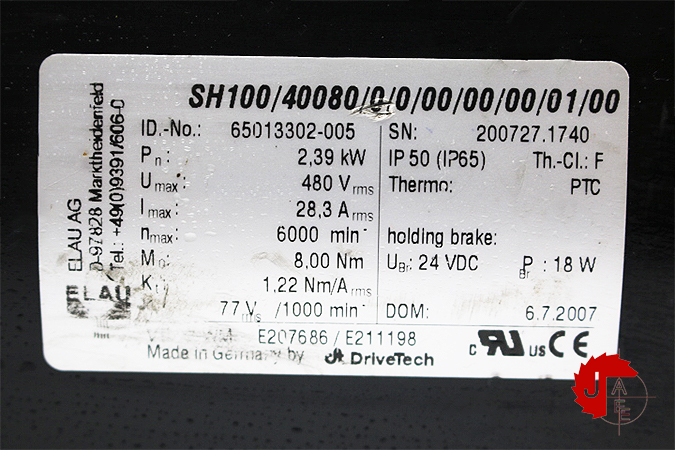 SH100/40080/0/0/00/00/00/01/00
ID.-No.: 65013302-005
Pn: 2,39 kW
Umax: 480 Vrms
Imax: 28,3 Arms
nmax: 6000 min-
M0: 8,00 Nm
K 1,22 Nm/Arms
77 V /1000 min-
E207686 / E211198
Made in Germany by DriveTech
SN: 200727.1740
IP 50 (IP65) Th.-Cl.: F
Thermo: PTC
holding brake:
UBr: 24 VDC PBr: 18 W
DOM: 6.7.2007
c US CE
ELAU AG
D-97828 Marktheidenfeld
Tel.: +49(0)9391/606-0
ELAU
J